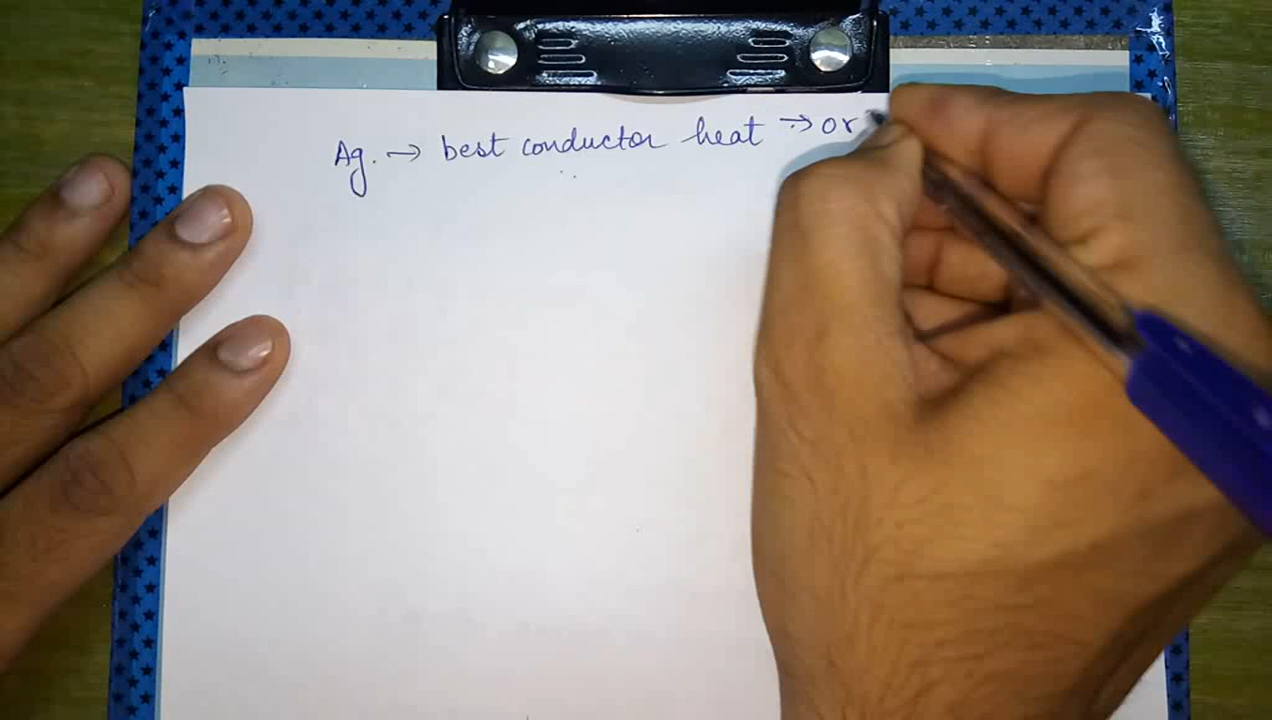 Ag. → best conductor heat → or